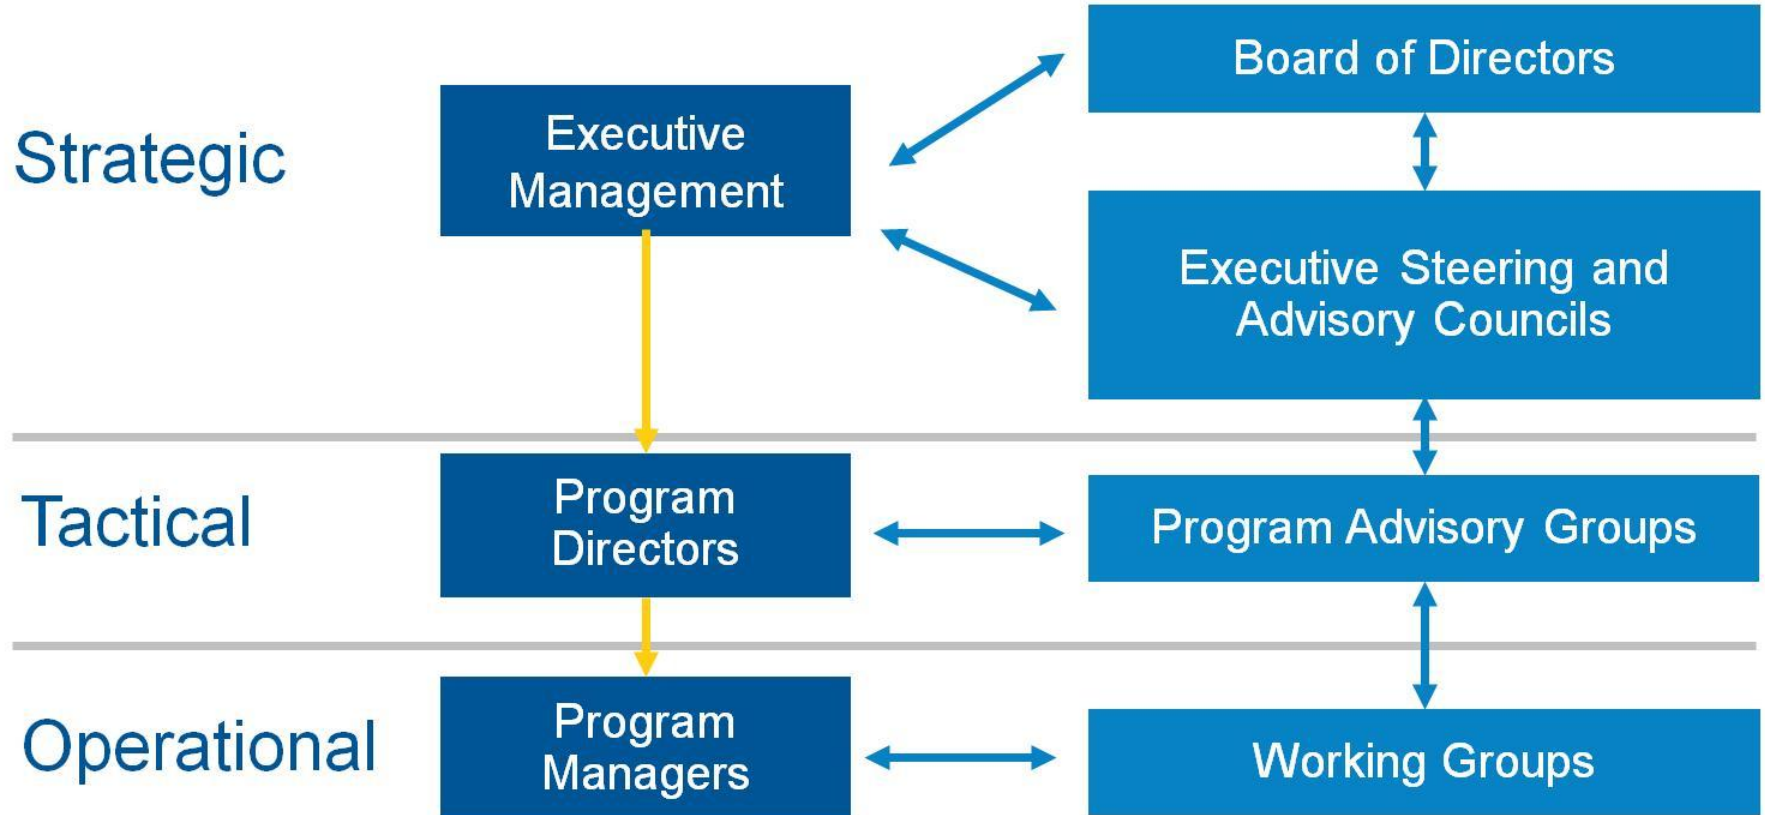 Strategic
Executive
Management
Board of Directors
Executive Steering and
Advisory Councils
Tactical
Program
Directors
Program Advisory Groups
Operational
Program
Managers
Working Groups